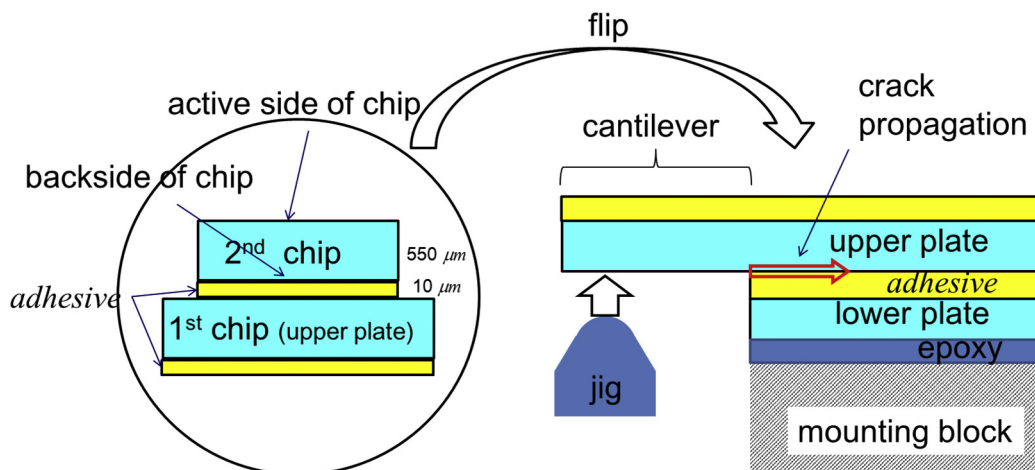 flip
active side of chip
backside of chip
2nd chip
550 μm
10 μm
adhesive
1st chip (upper plate)
cantilever
crack
propagation
upper plate
adhesive
lower plate
epoxy
jig
mounting block